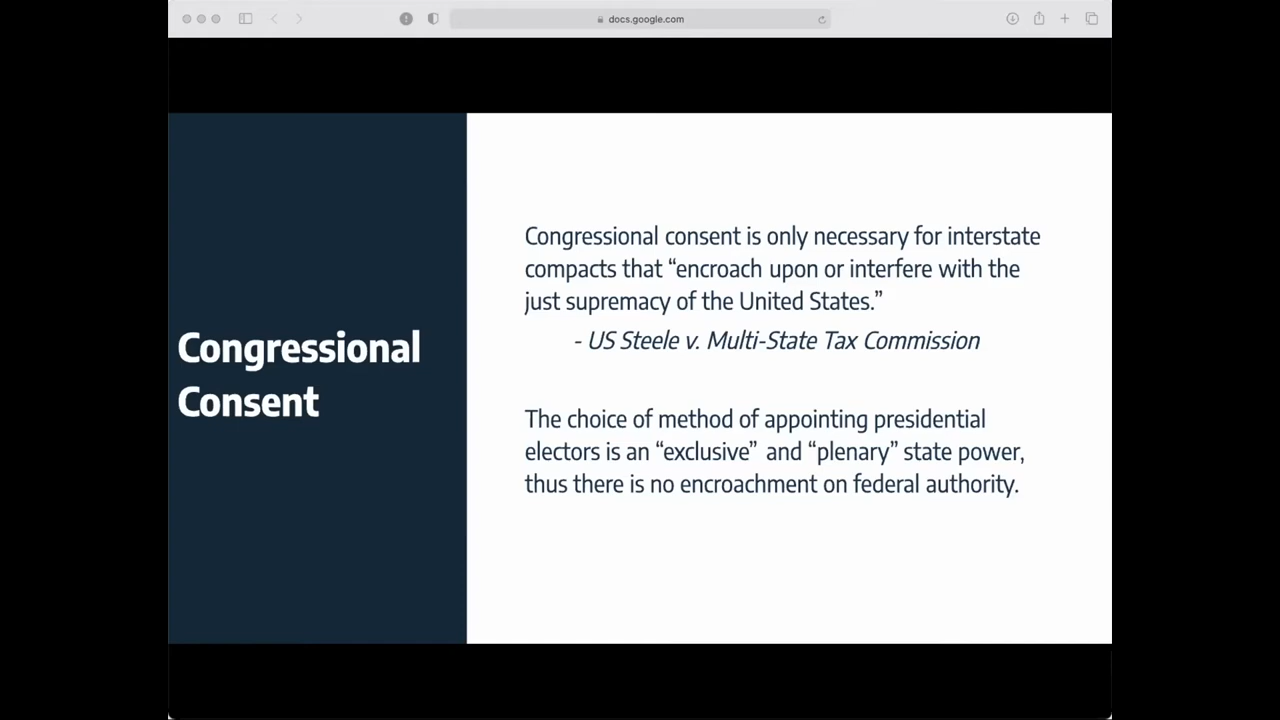 docs.google.com
Congressional
Consent
Congressional consent is only necessary for interstate
compacts that “encroach upon or interfere with the
just supremacy of the United States.”
- US Steele v. Multi-State Tax Commission
The choice of method of appointing presidential
electors is an “exclusive” and “plenary” state power,
thus there is no encroachment on federal authority.